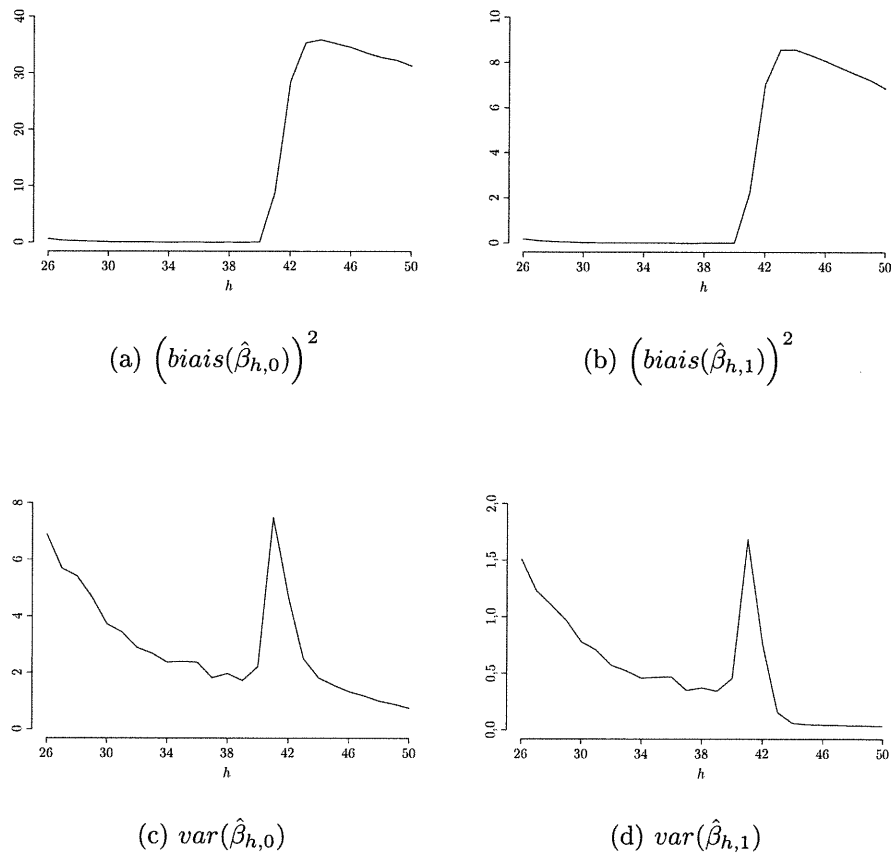 40
30
20
10
0
26 30 34 38 42 46 50
h
(a) (biais(β̂_{h,0}))^2
10
8
6
4
2
0
26 30 34 38 42 46 50
h
(b) (biais(β̂_{h,1}))^2
8
6
4
2
0
26 30 34 38 42 46 50
h
(c) var(β̂_{h,0})
2,0
1,5
1,0
0,5
0,0
26 30 34 38 42 46 50
h
(d) var(β̂_{h,1})